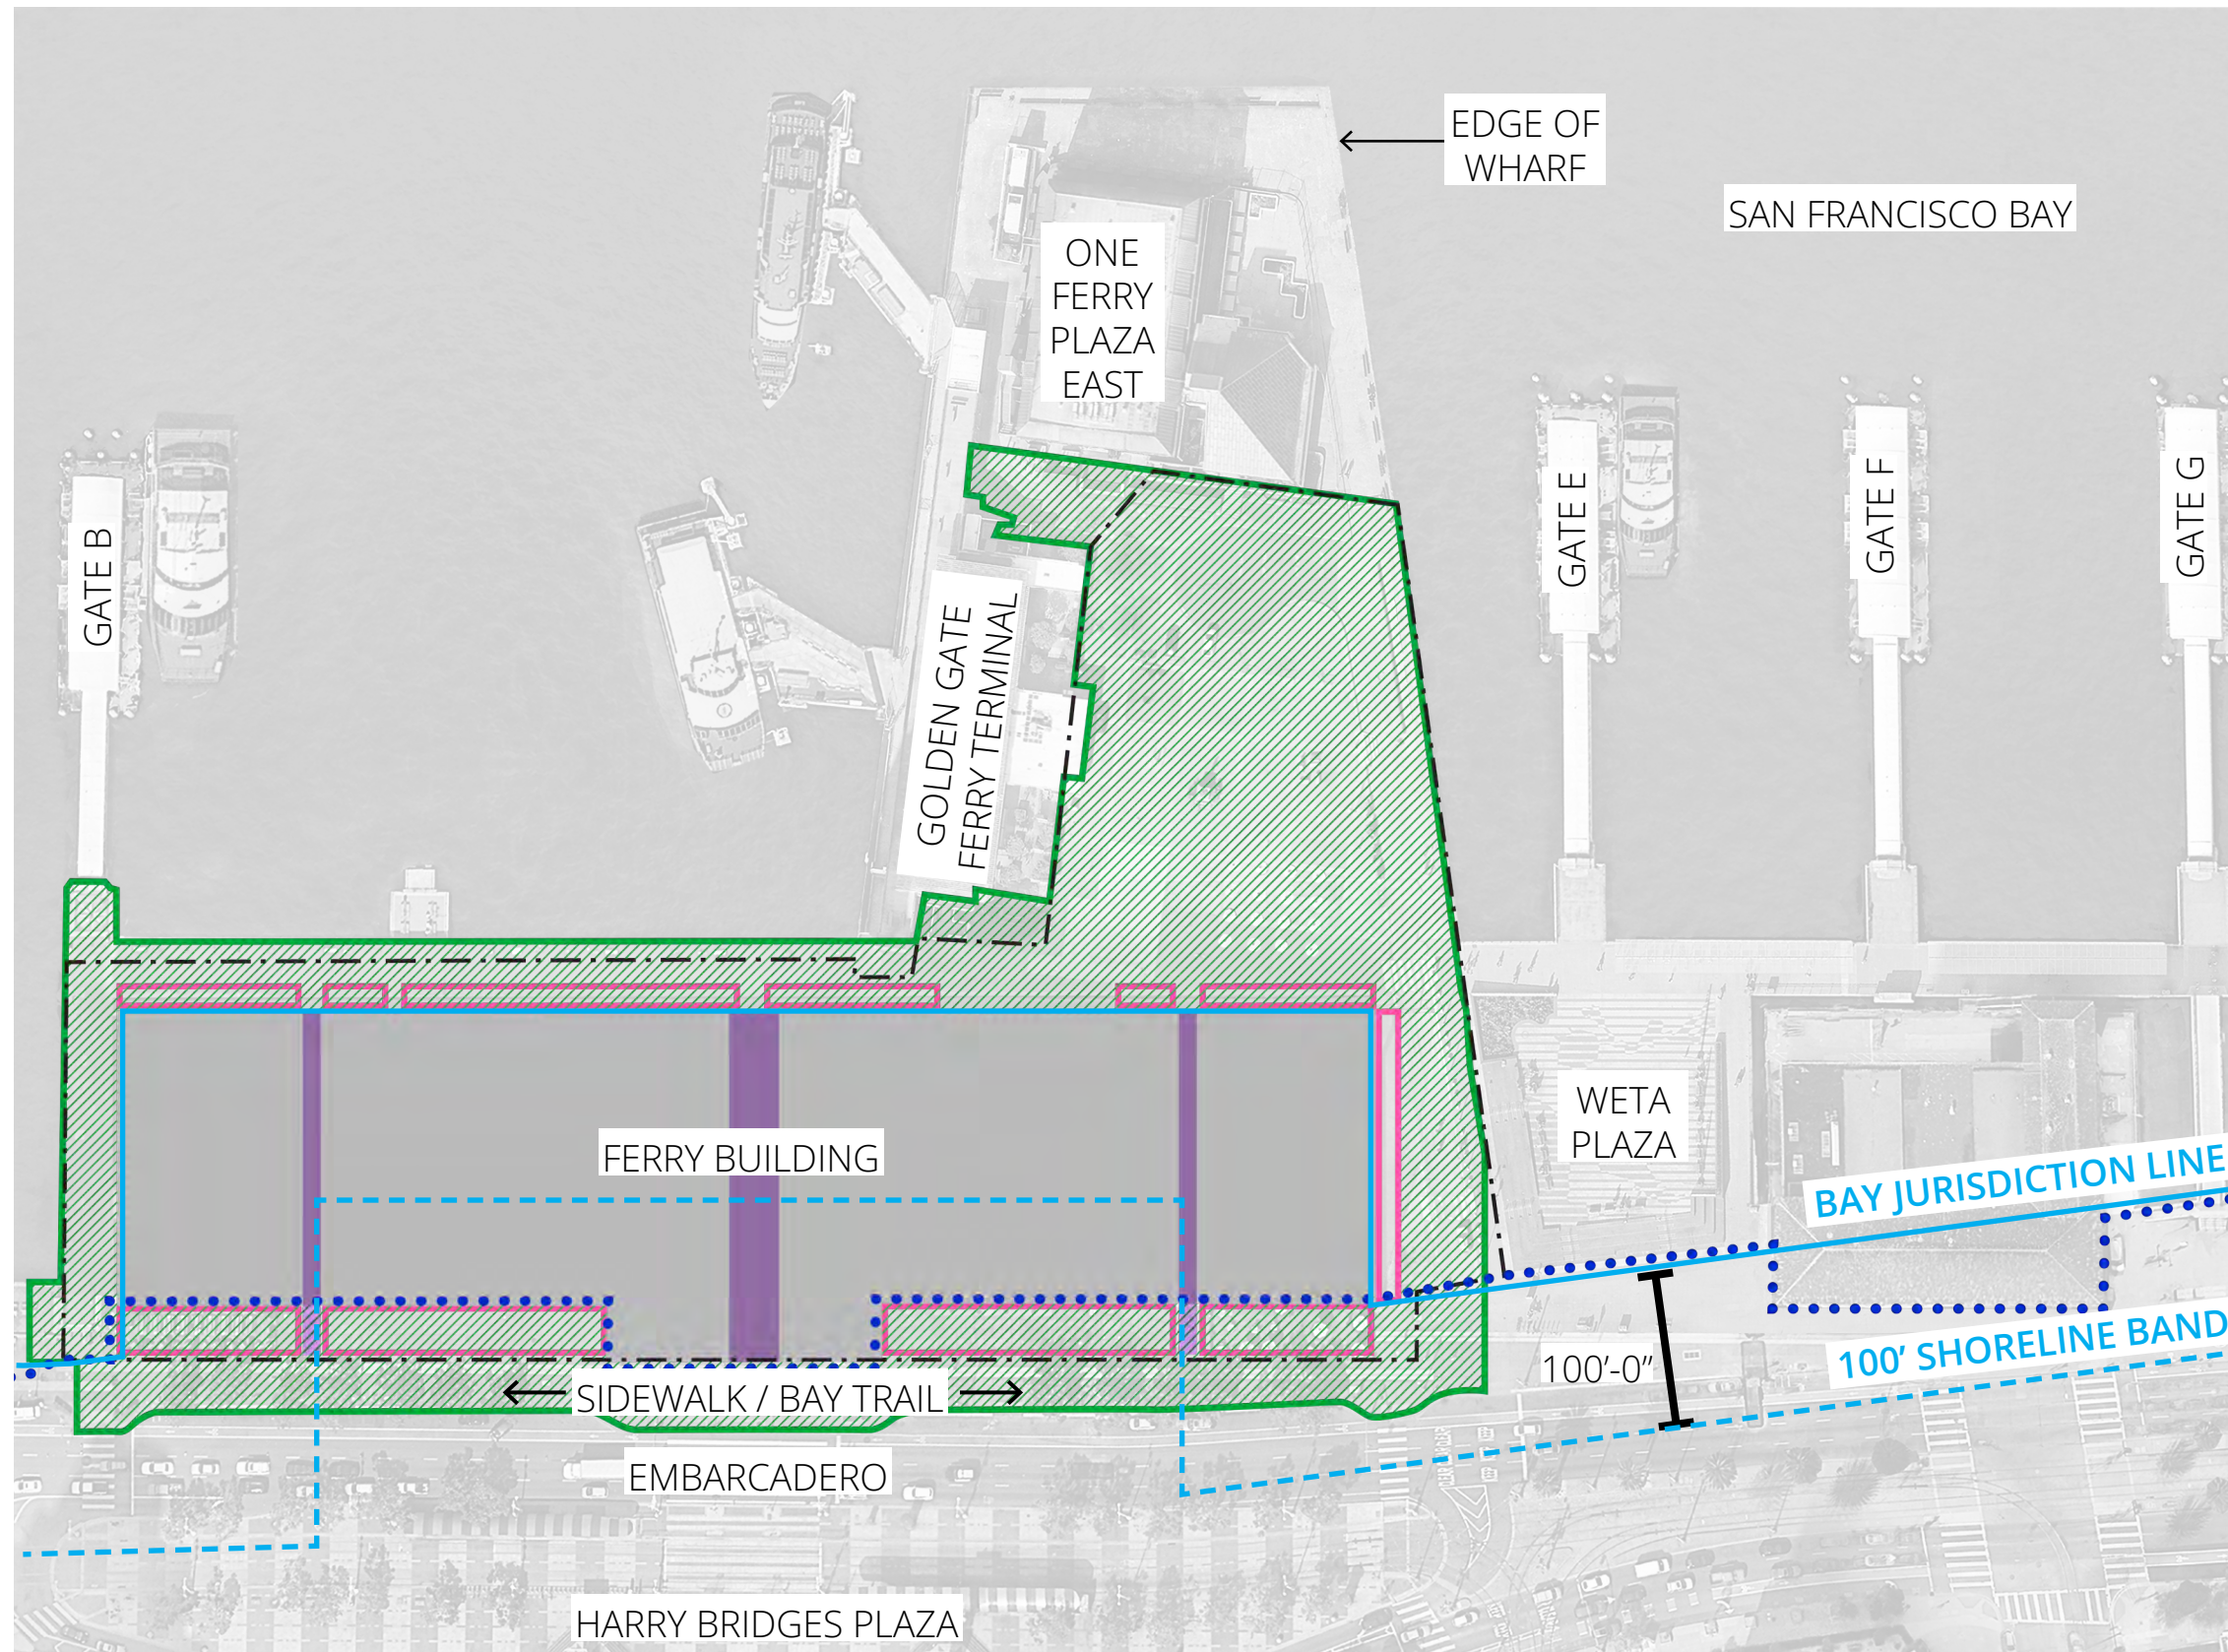 EDGE OF
WHARF
SAN FRANCISCO BAY
ONE
FERRY
PLAZA
EAST
GATE B
GATE E
GATE F
GATE G
GOLDEN GATE
FERRY TERMINAL
WETA
PLAZA
FERRY BUILDING
BAY JURISDICTION LINE
100’ SHORELINE BAND
100’-0”
SIDEWALK / BAY TRAIL
EMBARCADERO
HARRY BRIDGES PLAZA